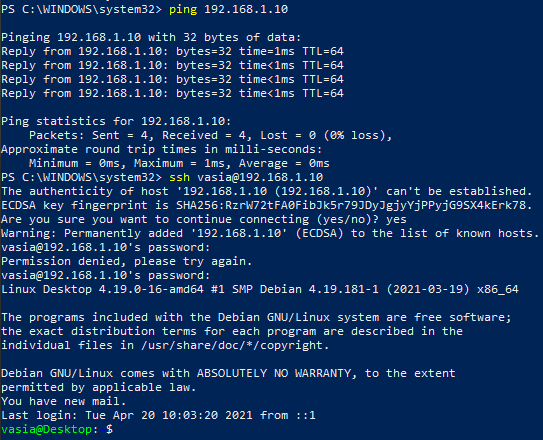 PS C:\WINDOWS\system32> ping 192.168.1.10
Pinging 192.168.1.10 with 32 bytes of data:
Reply from 192.168.1.10: bytes=32 time=1ms TTL=64
Reply from 192.168.1.10: bytes=32 time<1ms TTL=64
Reply from 192.168.1.10: bytes=32 time<1ms TTL=64
Reply from 192.168.1.10: bytes=32 time<1ms TTL=64
Ping statistics for 192.168.1.10:
    Packets: Sent = 4, Received = 4, Lost = 0 (0% loss),
Approximate round trip times in milli-seconds:
    Minimum = 0ms, Maximum = 1ms, Average = 0ms
PS C:\WINDOWS\system32> ssh vasia@192.168.1.10
The authenticity of host '192.168.1.10 (192.168.1.10)' can't be established.
ECDSA key fingerprint is SHA256:RzrW72tFA0FibJk5r79JDyJgjyYjPPyjG9SX4kErk78.
Are you sure you want to continue connecting (yes/no)? yes
Warning: Permanently added '192.168.1.10' (ECDSA) to the list of known hosts.
vasia@192.168.1.10's password:
Permission denied, please try again.
vasia@192.168.1.10's password:
Linux Desktop 4.19.0-16-amd64 #1 SMP Debian 4.19.181-1 (2021-03-19) x86_64
The programs included with the Debian GNU/Linux system are free software;
the exact distribution terms for each program are described in the
individual files in /usr/share/doc/*/copyright.
Debian GNU/Linux comes with ABSOLUTELY NO WARRANTY, to the extent
permitted by applicable law.
You have new mail.
Last login: Tue Apr 20 10:03:20 2021 from ::1
vasia@Desktop: $